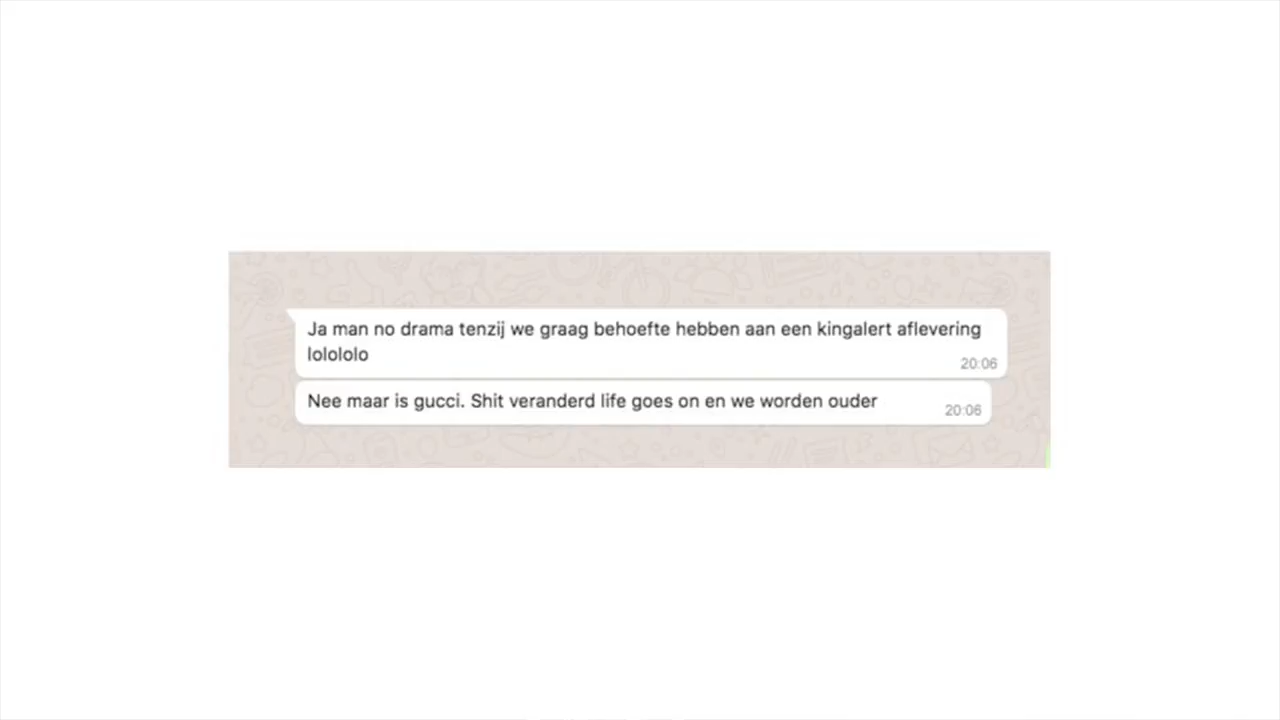 Ja man no drama tenzij we graag behoefte hebben aan een kingalert aflevering
lolololo
20:06
Nee maar is gucci. Shit veranderd life goes on en we worden ouder
20:06